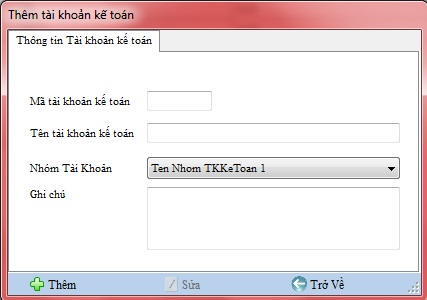 Thêm tài khoản kế toán
Thông tin Tài khoản kế toán
Mã tài khoản kế toán
Tên tài khoản kế toán
Nhóm Tài Khoản
Ten Nhom TKKeToan 1
Ghi chú
Thêm
Sửa
Trở Về